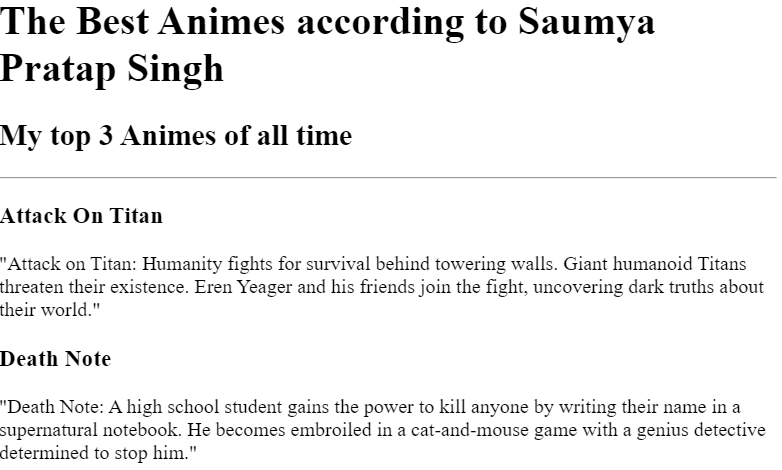 The Best Animes according to Saumya
Pratap Singh
My top 3 Animes of all time
Attack On Titan
"Attack on Titan: Humanity fights for survival behind towering walls. Giant humanoid Titans
threaten their existence. Eren Yeager and his friends join the fight, uncovering dark truths about
their world."
Death Note
"Death Note: A high school student gains the power to kill anyone by writing their name in a
supernatural notebook. He becomes embroiled in a cat-and-mouse game with a genius detective
determined to stop him."